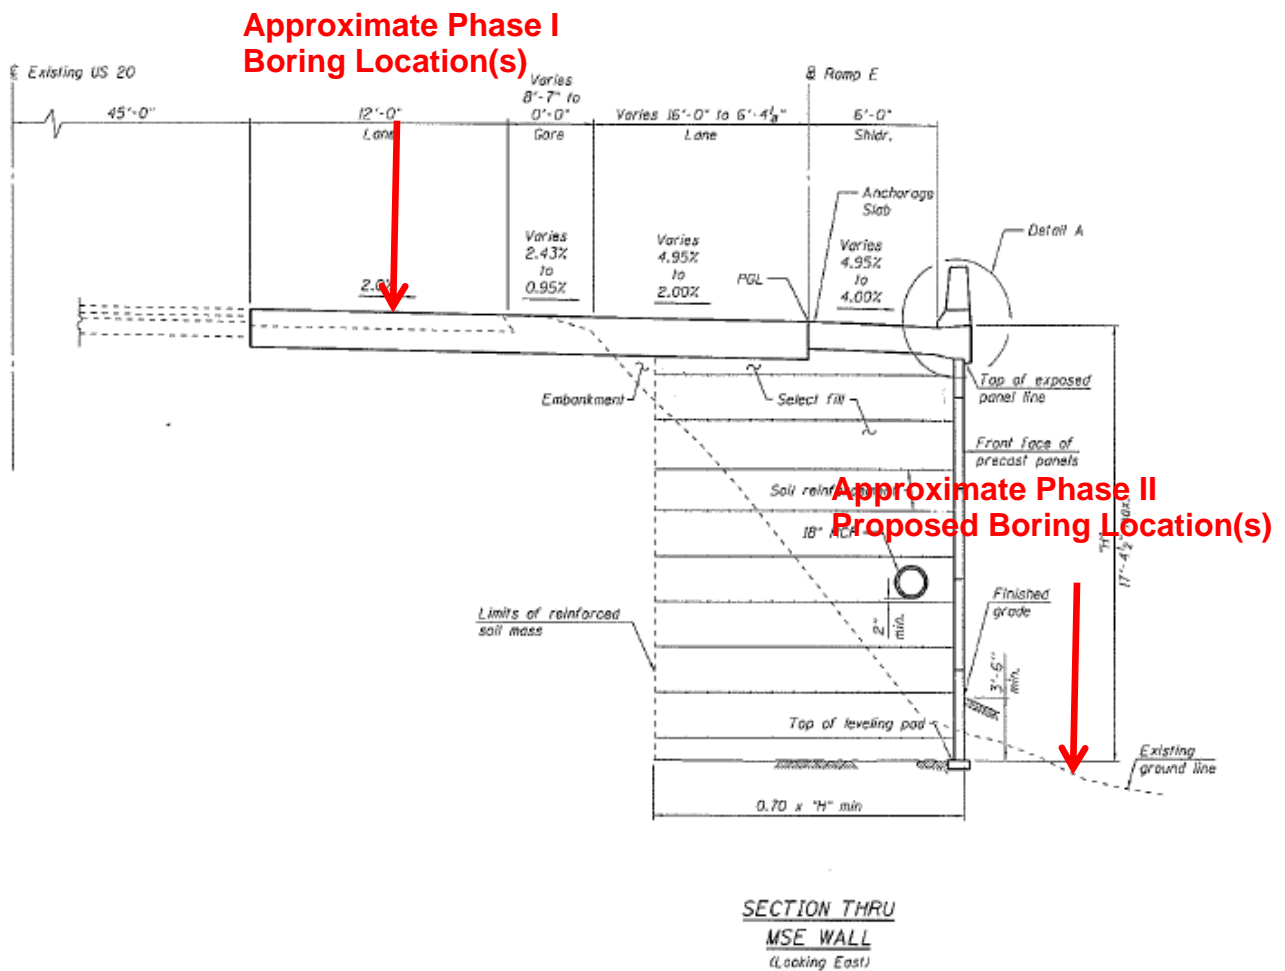 Approximate Phase I
Boring Location(s)
℄ Existing US 20
45'-0"
12'-0"
Lane
Varies
8'-7" to
0'-0"
Gore
Varies 16'-0" to 6'-4⅛"
Lane
℄ Ramp E
6'-0"
Shldr.
Anchorage
Slab
Detail A
2.0
Varies
2.43%
to
0.95%
Varies
4.95%
to
2.00%
PGL
Varies
4.95%
to
4.00%
Embankment
Select fill
Top of exposed
panel line
Front face of
precast panels
Soil
Approximate Phase II
Proposed Boring Location(s)
18"
"H"
17'-4½" max.
Limits of reinforced
soil mass
2"
min.
Finished
grade
3'-6"
min.
Top of leveling pad
Existing
ground line
0.70 x "H" min
SECTION THRU
MSE WALL
(Looking East)